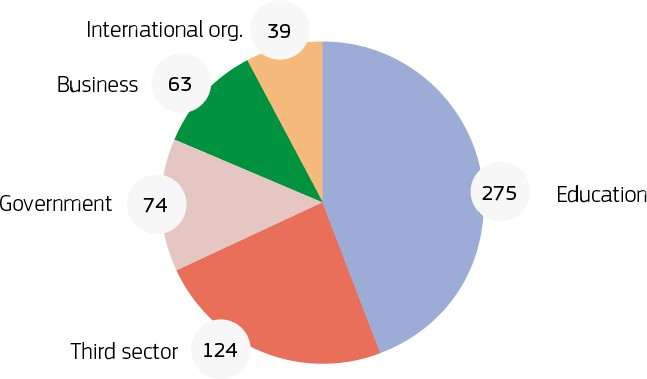 International org.
39
Business
63
275
Education
Government
74
Third sector
124